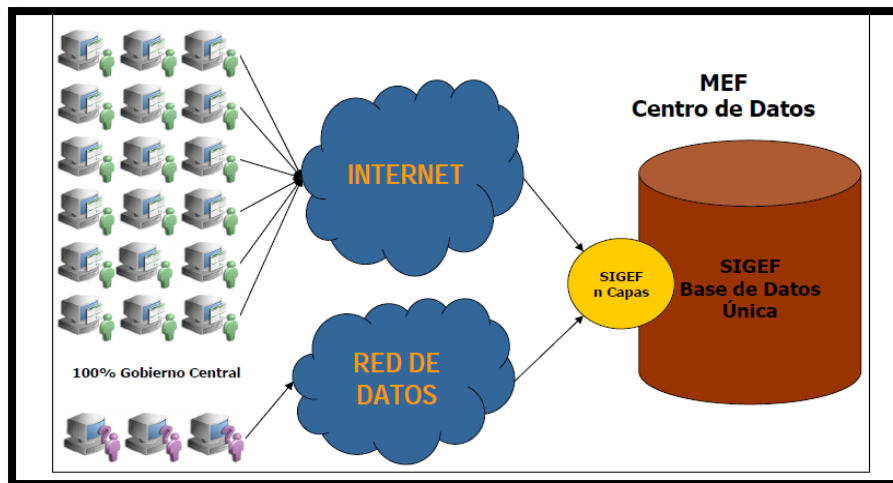 MEF
Centro de Datos
INTERNET
SIGEF
n Capas
SIGEF
Base de Datos
Única
100% Gobierno Central
RED DE
DATOS